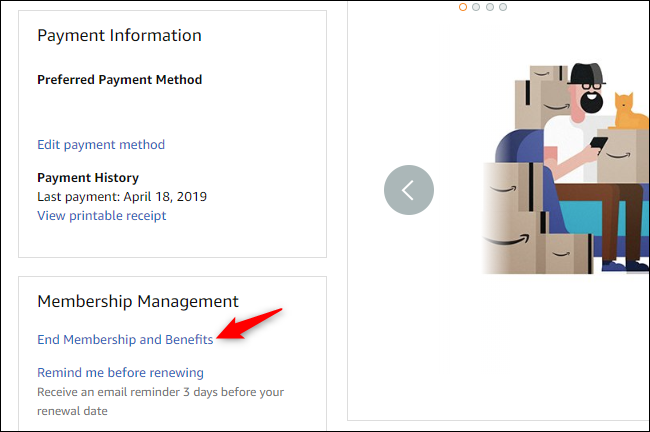 Payment Information
Preferred Payment Method
Edit payment method
Payment History
Last payment: April 18, 2019
View printable receipt
Membership Management
End Membership and Benefits
Remind me before renewing
Receive an email reminder 3 days before your
renewal date